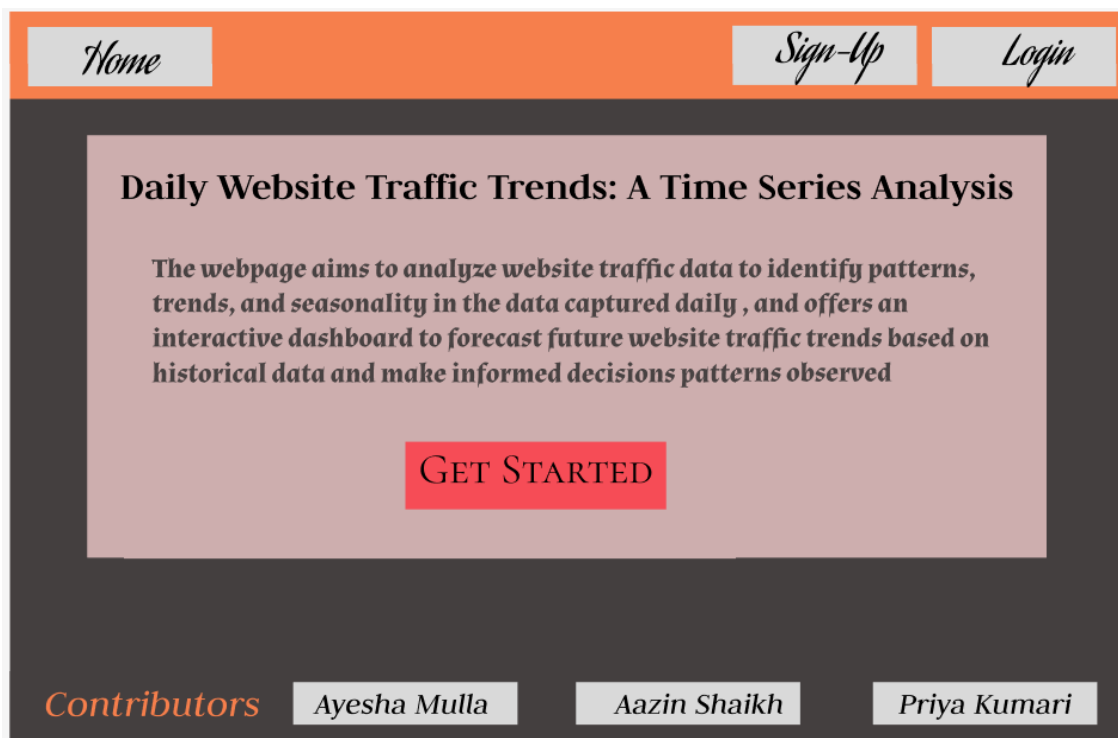 Home
Sign-Up
Login
Daily Website Traffic Trends: A Time Series Analysis
The webpage aims to analyze website traffic data to identify patterns,
trends, and seasonality in the data captured daily , and offers an
interactive dashboard to forecast future website traffic trends based on
historical data and make informed decisions patterns observed
Get Started
Contributors
Ayesha Mulla
Aazin Shaikh
Priya Kumari